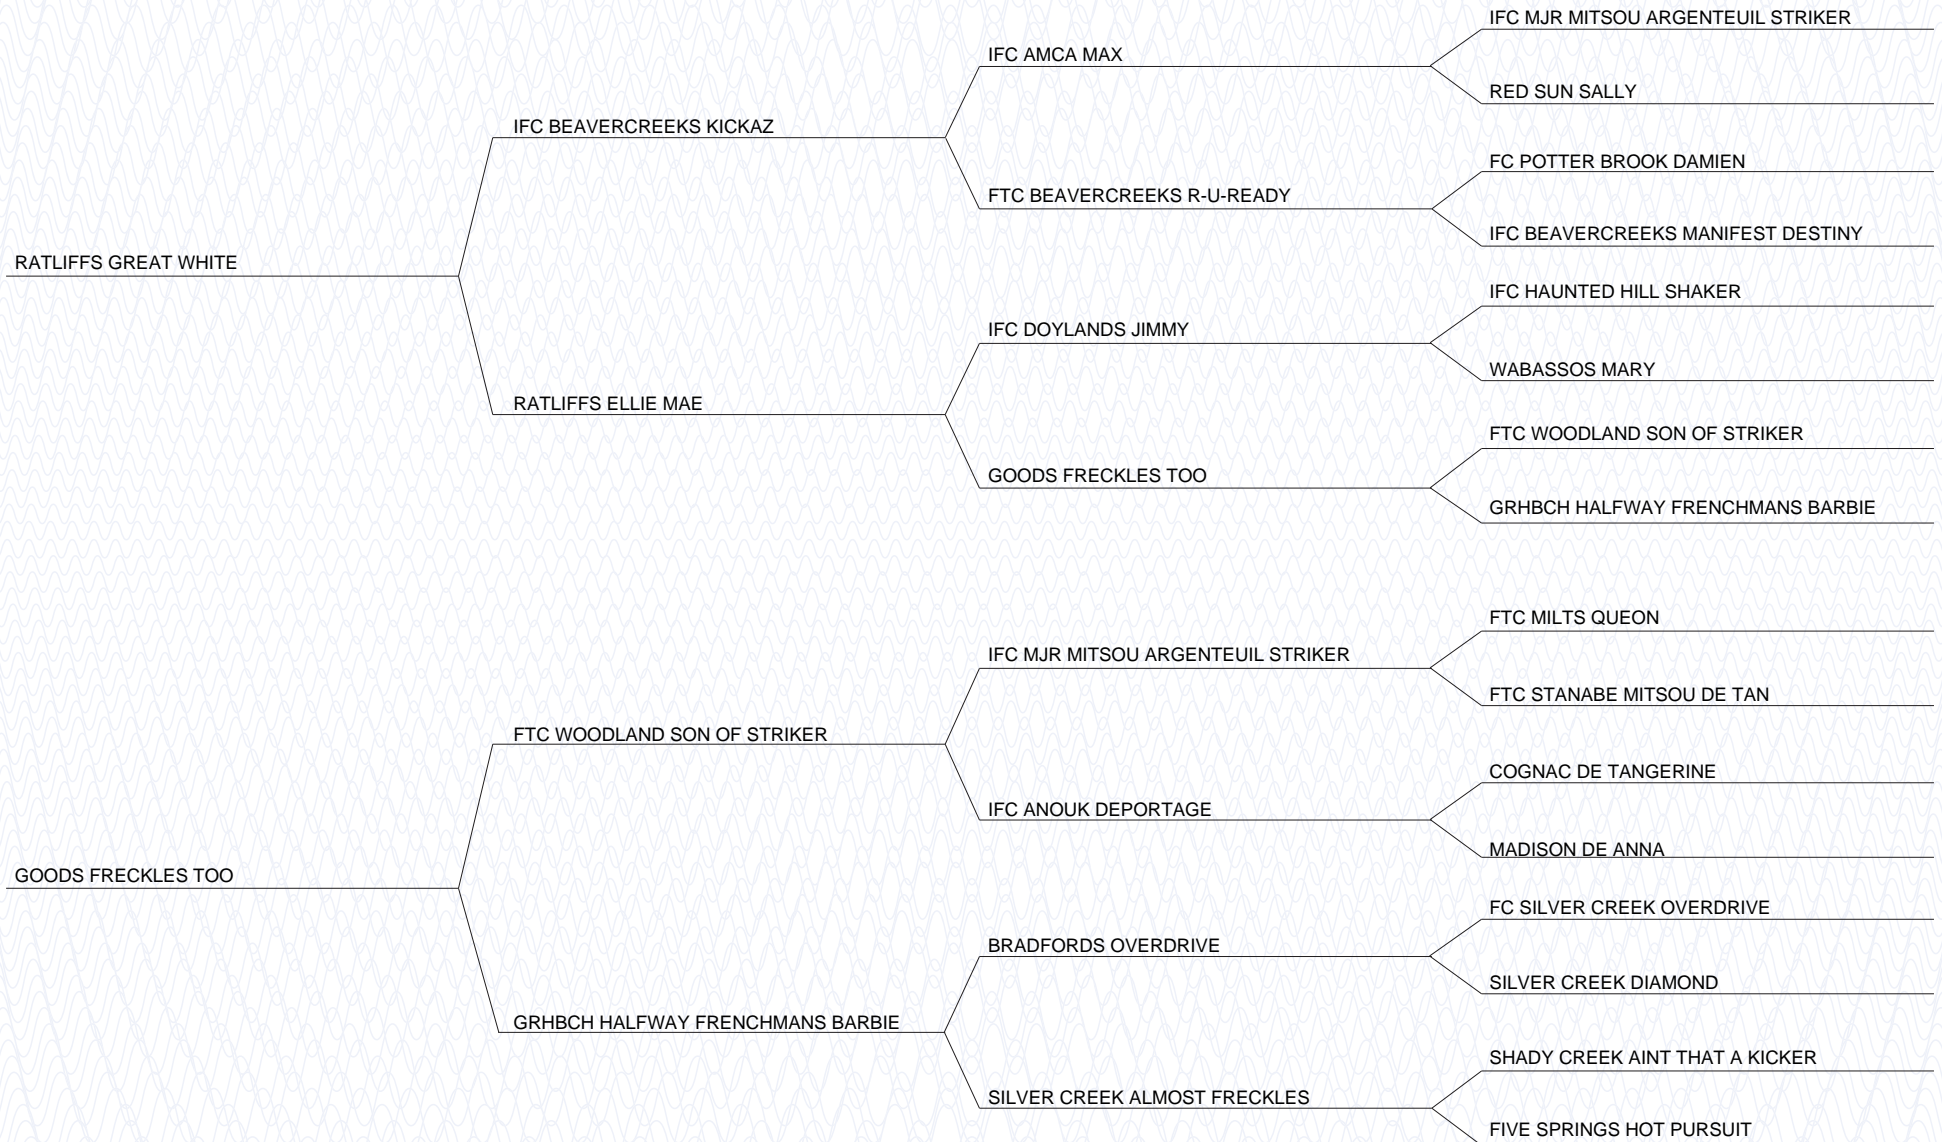 IFC MJR MITSOU ARGENTEUIL STRIKER
IFC AMCA MAX
RED SUN SALLY
IFC BEAVERCREEKS KICKAZ
FC POTTER BROOK DAMIEN
FTC BEAVERCREEKS R-U-READY
IFC BEAVERCREEKS MANIFEST DESTINY
RATLIFFS GREAT WHITE
IFC HAUNTED HILL SHAKER
IFC DOYLANDS JIMMY
WABASSOS MARY
RATLIFFS ELLIE MAE
FTC WOODLAND SON OF STRIKER
GOODS FRECKLES TOO
GRHBCH HALFWAY FRENCHMANS BARBIE
FTC MILTS QUEON
IFC MJR MITSOU ARGENTEUIL STRIKER
FTC STANABE MITSOU DE TAN
FTC WOODLAND SON OF STRIKER
COGNAC DE TANGERINE
IFC ANOUK DEPORTAGE
MADISON DE ANNA
GOODS FRECKLES TOO
FC SILVER CREEK OVERDRIVE
BRADFORDS OVERDRIVE
SILVER CREEK DIAMOND
GRHBCH HALFWAY FRENCHMANS BARBIE
SHADY CREEK AINT THAT A KICKER
SILVER CREEK ALMOST FRECKLES
FIVE SPRINGS HOT PURSUIT